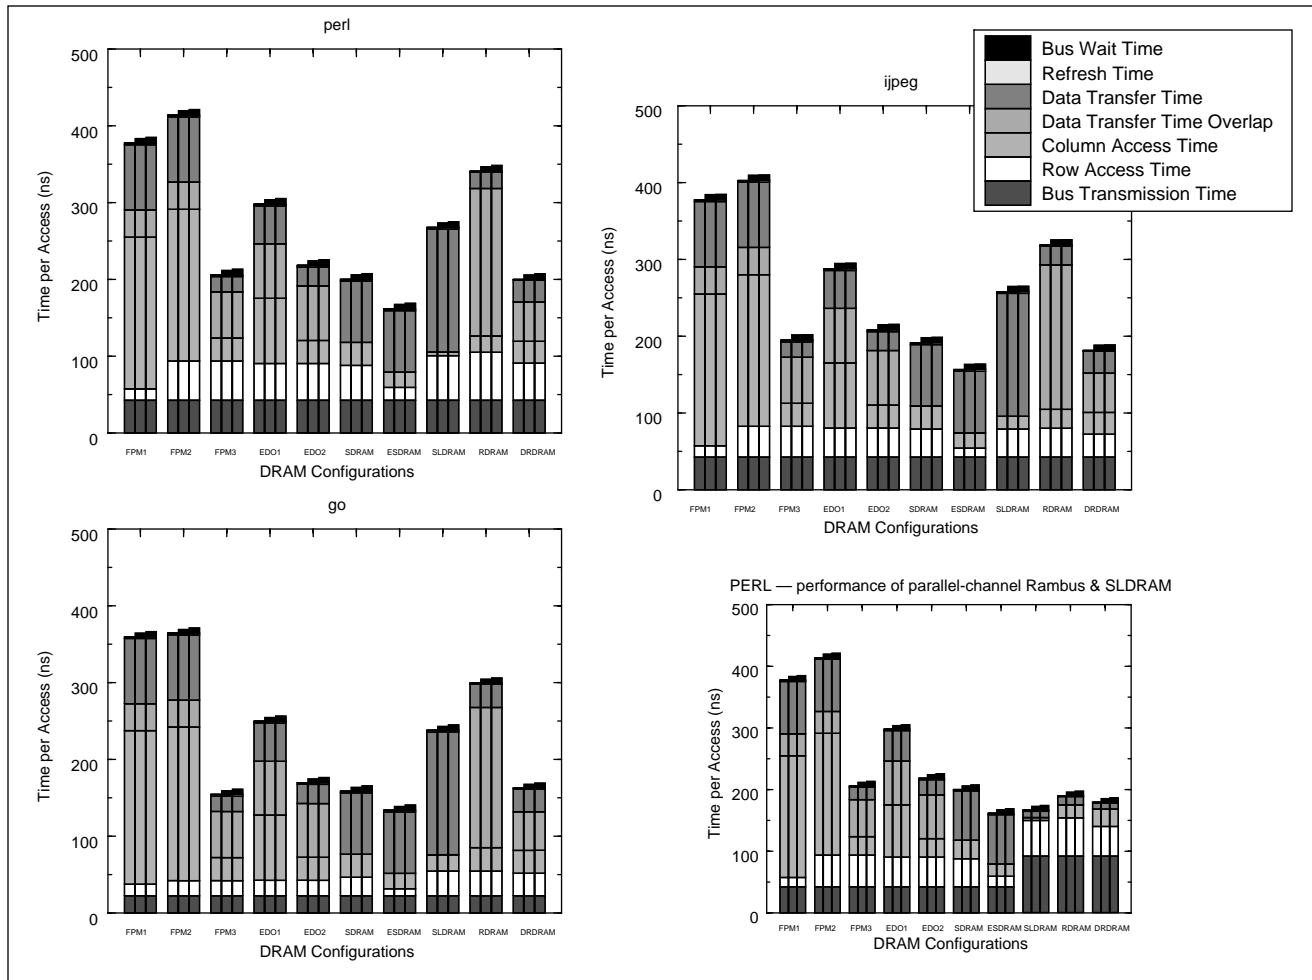 perl
500
400
300
200
100
0
Time per Access (ns)
FPM1 FPM2 FPM3 EDO1 EDO2 SDRAM ESDRAM SLDRAM RDRAM DRDRAM
DRAM Configurations
ijpeg
500
400
300
200
100
0
Time per Access (ns)
FPM1 FPM2 FPM3 EDO1 EDO2 SDRAM ESDRAM SLDRAM RDRAM DRDRAM
DRAM Configurations
Bus Wait Time
Refresh Time
Data Transfer Time
Data Transfer Time Overlap
Column Access Time
Row Access Time
Bus Transmission Time
go
500
400
300
200
100
0
Time per Access (ns)
FPM1 FPM2 FPM3 EDO1 EDO2 SDRAM ESDRAM SLDRAM RDRAM DRDRAM
DRAM Configurations
PERL — performance of parallel-channel Rambus & SLDRAM
500
400
300
200
100
0
Time per Access (ns)
FPM1 FPM2 FPM3 EDO1 EDO2 SDRAM ESDRAM SLDRAM RDRAM DRDRAM
DRAM Configurations